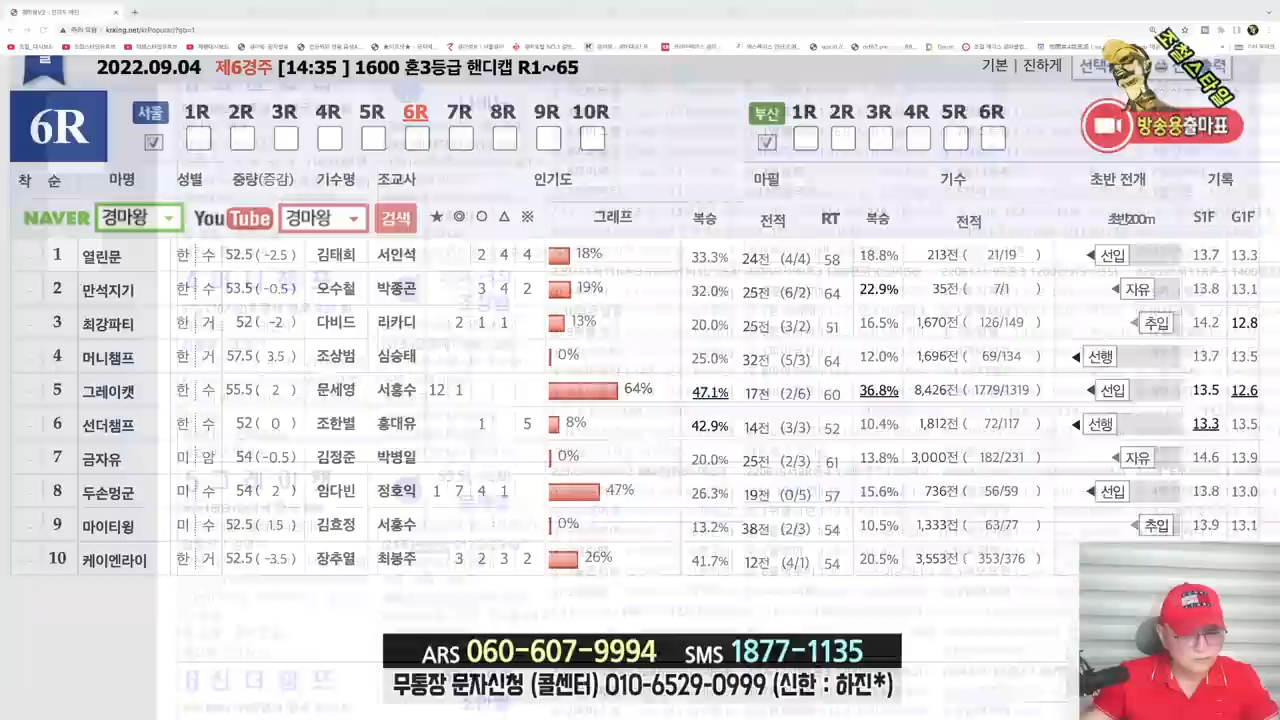 krxing.net/krPopular/?gb=1
2022.09.04 제6경주 [14:35 ] 1600 혼3등급 핸디캡 R1~65
기본 | 진하게
조철스타일
방송용출마표
6R
서울 1R 2R 3R 4R 5R 6R 7R 8R 9R 10R
부산 1R 2R 3R 4R 5R 6R
착 순 마명 성별 중량(증감) 기수명 조교사 인기도 마필 기수 초반 전개 기록
NAVER 경마왕 YouTube 경마왕 검색 ★ ◎ ○ △ ※ 그래프 복승 전적 RT 복승 전적 S1F G1F
1 열린문 한 수 52.5 ( -2.5 ) 김태희 서인석 2 4 4 18% 33.3% 24전 (4/4) 58 18.8% 213전 ( 21/19 ) 선입 13.7 13.3
2 만석지기 한 수 53.5 ( -0.5 ) 오수철 박종곤 3 4 2 19% 32.0% 25전 (6/2) 64 22.9% 35전 ( 7/1 ) 자유 13.8 13.1
3 최강파티 한 거 52 ( -2 ) 다비드 리카디 2 1 1 13% 20.0% 25전 (3/2) 51 16.5% 1,670전 ( 126/149 ) 추입 14.2 12.8
4 머니챔프 한 거 57.5 ( 3.5 ) 조상범 심승태 0% 25.0% 32전 (5/3) 64 12.0% 1,696전 ( 69/134 ) 선행 13.7 13.5
5 그레이캣 한 수 55.5 ( 2 ) 문세영 서홍수 12 1 64% 47.1% 17전 (2/6) 60 36.8% 8,426전 ( 1779/1319 ) 선입 13.5 12.6
6 선더챔프 한 수 52 ( 0 ) 조한별 홍대유 1 5 8% 42.9% 14전 (3/3) 52 10.4% 1,812전 ( 72/117 ) 선행 13.3 13.5
7 금자유 미 암 54 ( -0.5 ) 김정준 박병일 0% 20.0% 25전 (2/3) 61 13.8% 3,000전 ( 182/231 ) 자유 14.6 13.9
8 두손멍군 미 수 54 ( 2 ) 임다빈 정호익 1 7 4 1 47% 26.3% 19전 (0/5) 57 15.6% 736전 ( 56/59 ) 선입 13.8 13.0
9 마이티윙 미 수 52.5 ( 1.5 ) 김효정 서홍수 0% 13.2% 38전 (2/3) 54 10.5% 1,333전 ( 63/77 ) 추입 13.9 13.1
10 케이엔라이 한 거 52.5 ( -3.5 ) 장추열 최봉주 3 2 3 2 26% 41.7% 12전 (4/1) 54 20.5% 3,553전 ( 353/376 )
ARS 060-607-9994 SMS 1877-1135
무통장 문자신청 (콜센터) 010-6529-0999 (신한 : 하진*)